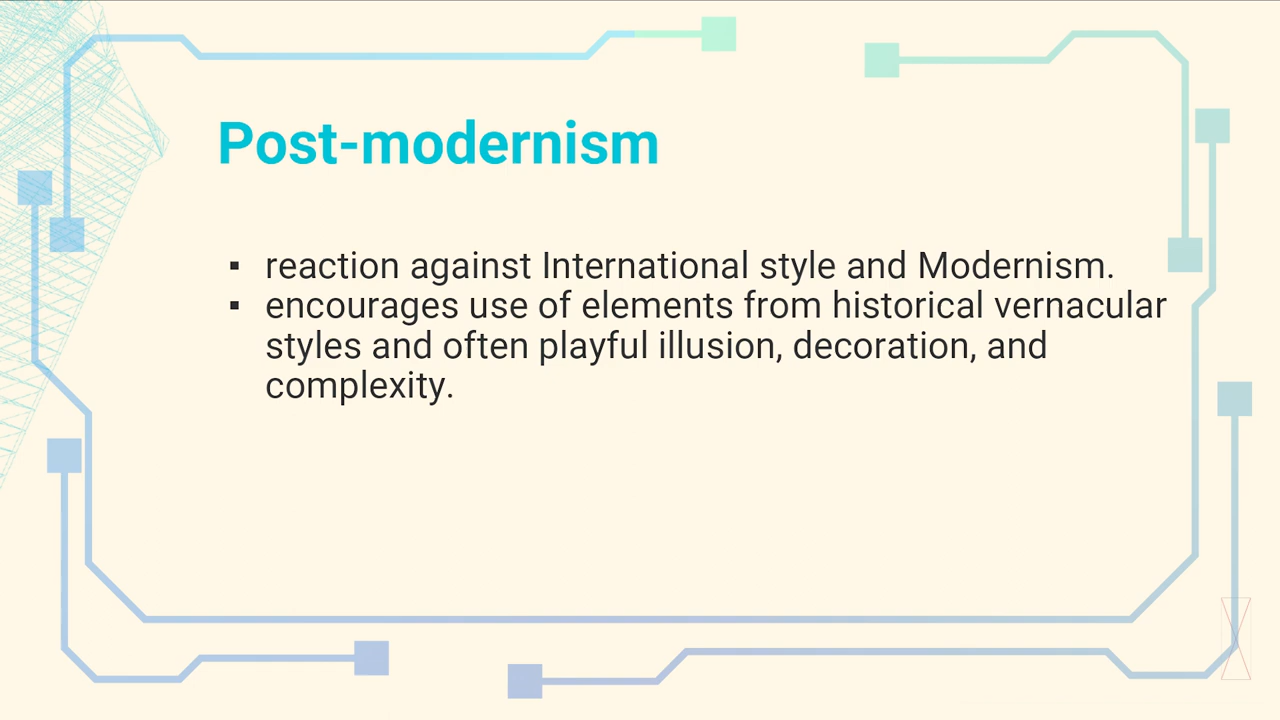 Post-modernism
▪ reaction against International style and Modernism.
▪ encourages use of elements from historical vernacular
styles and often playful illusion, decoration, and
complexity.